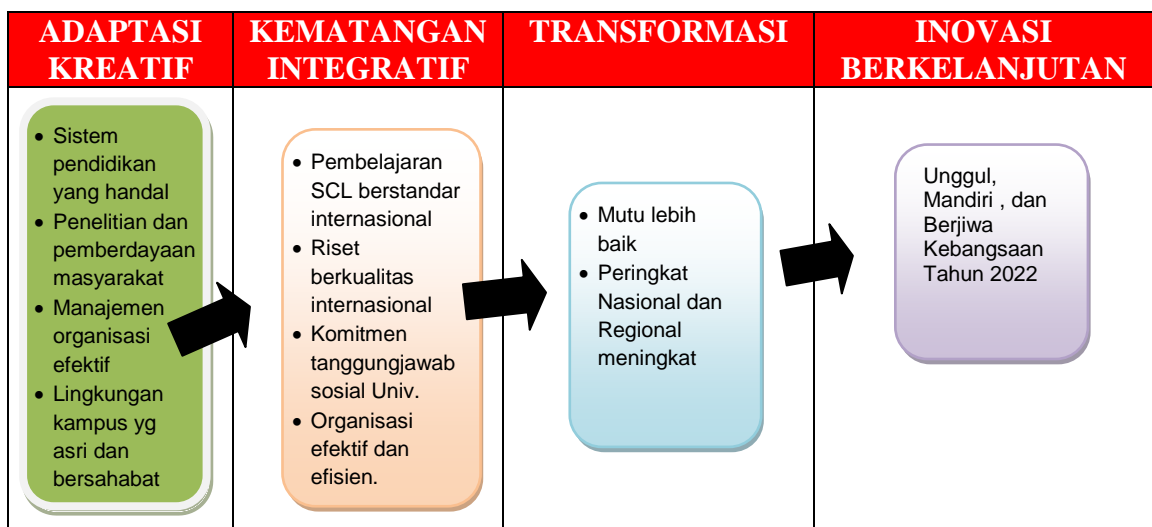 ADAPTASI
KREATIF
KEMATANGAN
INTEGRATIF
TRANSFORMASI
INOVASI
BERKELANJUTAN
• Sistem
pendidikan
yang handal
• Penelitian dan
pemberdayaan
masyarakat
• Manajemen
organisasi
efektif
• Lingkungan
kampus yg
asri dan
bersahabat
• Pembelajaran
SCL berstandar
internasional
• Riset
berkualitas
internasional
• Komitmen
tanggungjawab
sosial Univ.
• Organisasi
efektif dan
efisien.
• Mutu lebih
baik
• Peringkat
Nasional dan
Regional
meningkat
Unggul,
Mandiri , dan
Berjiwa
Kebangsaan
Tahun 2022